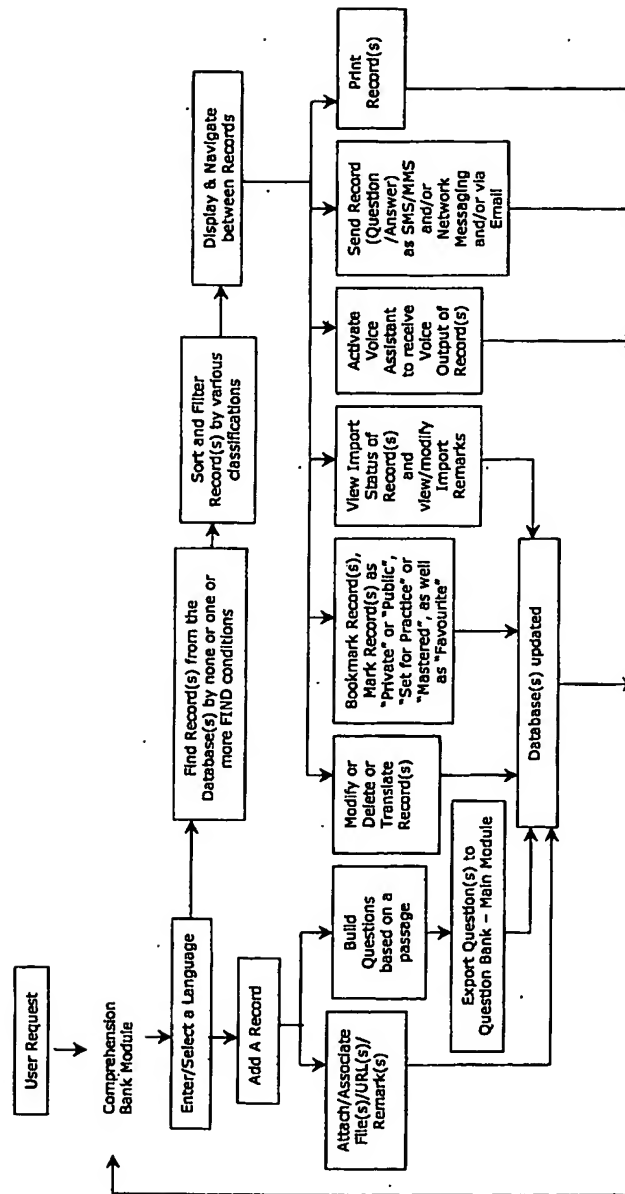 User Request
Comprehension
Bank Module
Enter/Select a Language
Find Record(s) from the
Database(s) by none or one or
more FIND conditions
Sort and Filter
Record(s) by various
classifications
Display & Navigate
between Records
Add A Record
Attach/Associate
File(s)/URL(s)/
Remark(s)
Build
Questions
based on a
passage
Export Question(s) to
Question Bank – Main Module
Modify or
Delete or
Translate
Record(s)
Bookmark Record(s),
Mark Record(s) as
"Private" or "Public",
"Set for Practice" or
"Mastered", as well
as "Favourite"
View Import
Status of
Record(s)
and
view/modify
Import
Remarks
Activate
Voice
Assistant
to receive
Voice
Output of
Record(s)
Send Record
(Question
/Answer)
as SMS/MMS
and/or
Network
Messaging
and/or via
Email
Print
Record(s)
Database(s) updated